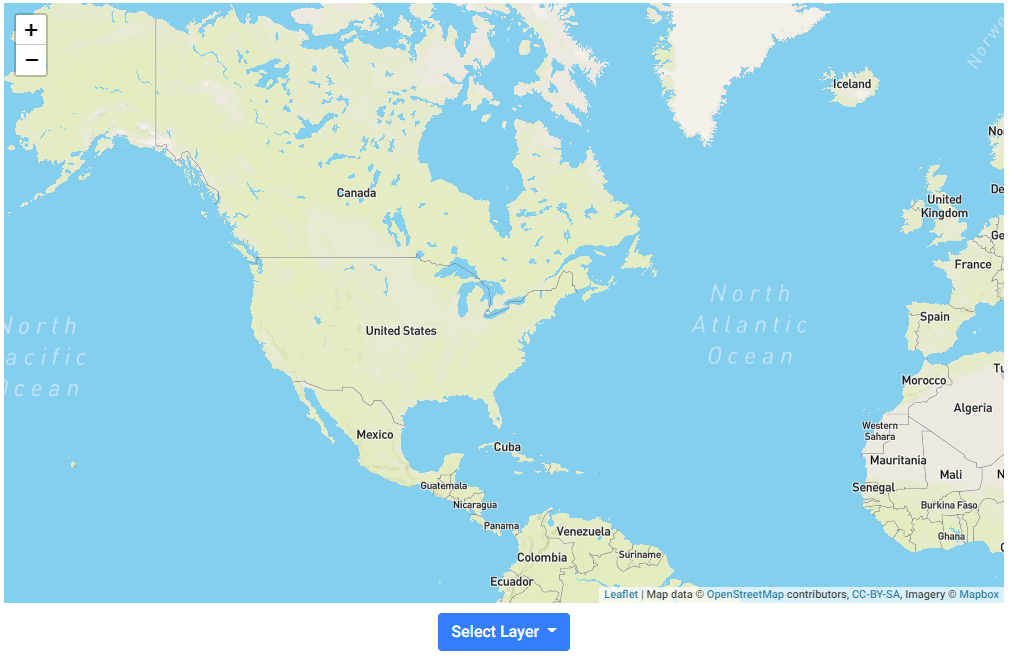 +
−
Iceland
Canada
United
Kingdom
France
North
Atlantic
Ocean
Spain
United States
Morocco
Algeria
Western
Sahara
Mexico
Cuba
Mauritania
Mali
Guatemala
Senegal
Nicaragua
Burkina Faso
Panama
Venezuela
Ghana
Colombia
Suriname
Ecuador
North
acific
Ocean
Norwe
No
De
Ge
Tu
N
Leaflet | Map data © OpenStreetMap contributors, CC-BY-SA, Imagery © Mapbox
Select Layer